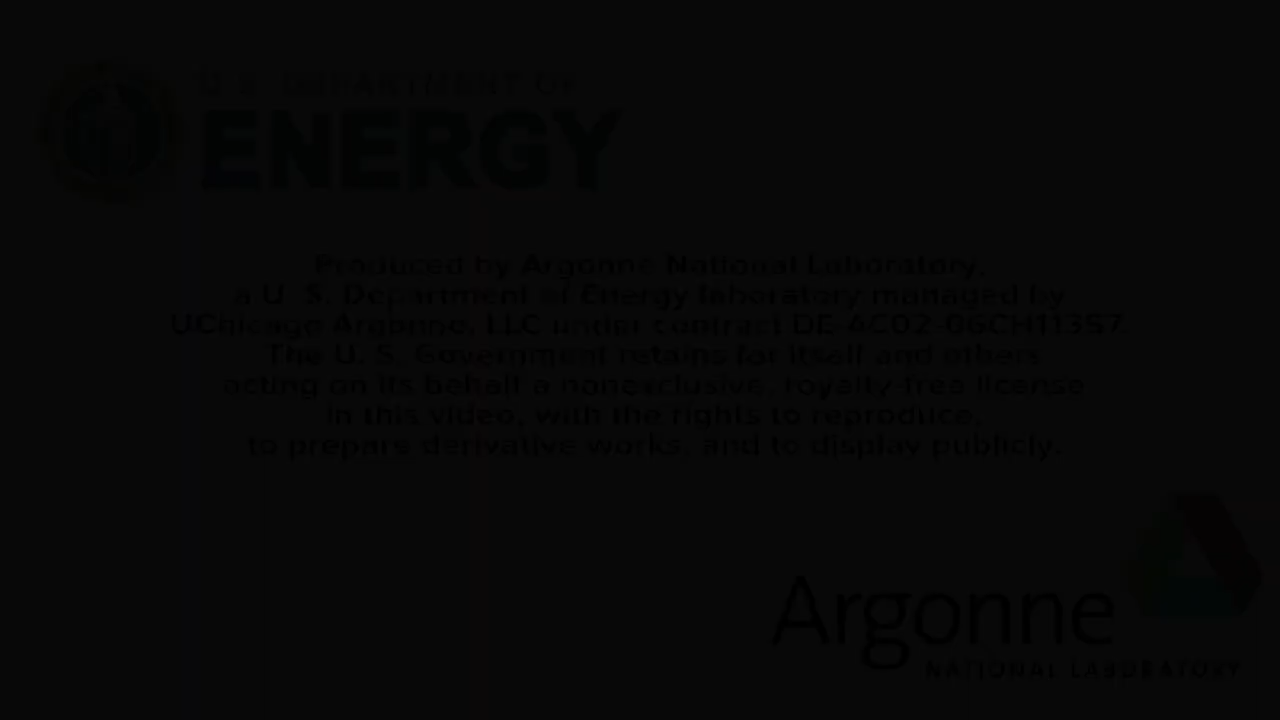 U.S. DEPARTMENT OF
ENERGY
Produced by Argonne National Laboratory,
a U. S. Department of Energy laboratory managed by
UChicago Argonne, LLC under contract DE-AC02-06CH11357.
The U. S. Government retains for itself and others
acting on its behalf a nonexclusive, royalty-free license
in this video, with the rights to reproduce,
to prepare derivative works, and to display publicly.
Argonne
NATIONAL LABORATORY